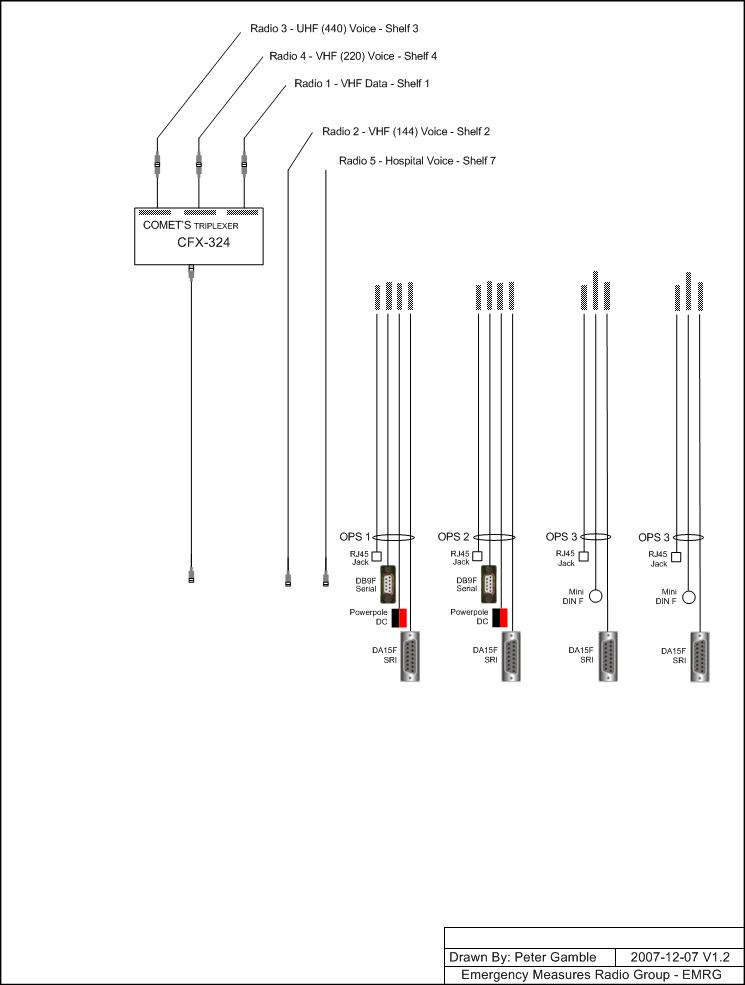 Radio 3 - UHF (440) Voice - Shelf 3
Radio 4 - VHF (220) Voice - Shelf 4
Radio 1 - VHF Data - Shelf 1
Radio 2 - VHF (144) Voice - Shelf 2
Radio 5 - Hospital Voice - Shelf 7
COMET'S TRIPLEXER
CFX-324
OPS 1
RJ45
Jack
DB9F
Serial
Powerpole
DC
DA15F
SRI
OPS 2
RJ45
Jack
DB9F
Serial
Powerpole
DC
DA15F
SRI
OPS 3
RJ45
Jack
Mini
DIN F
DA15F
SRI
OPS 3
RJ45
Jack
Mini
DIN F
DA15F
SRI
Drawn By: Peter Gamble
2007-12-07 V1.2
Emergency Measures Radio Group - EMRG